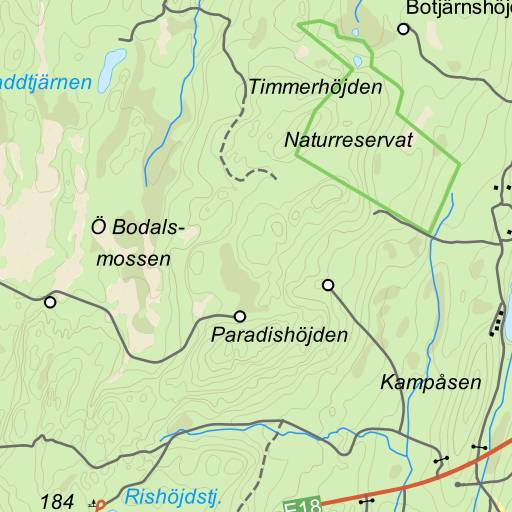 Botjärnshöj
addtjärnen
Timmerhöjden
Naturreservat
Ö Bodals-
mossen
Paradishöjden
Kampåsen
184
Rishöjdstj.
E18